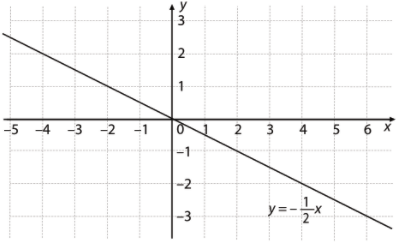 y
3
2
1
–5 –4 –3 –2 –1 0 1 2 3 4 5 6 x
–1
–2
–3
y = –1/2x